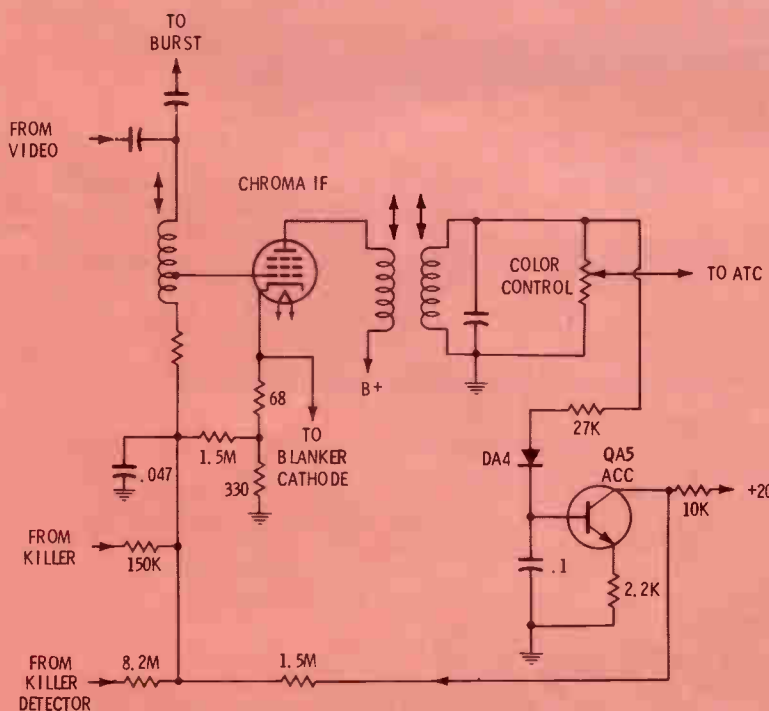 TO
BURST
FROM
VIDEO
CHROMA IF
COLOR
CONTROL
TO ATC
B+
68
27K
1.5M
TO
BLANKER
CATHODE
DA4
QA5
ACC
.047
330
+20
10K
FROM
KILLER
150K
.1
2.2K
FROM
KILLER
DETECTOR
8.2M
1.5M